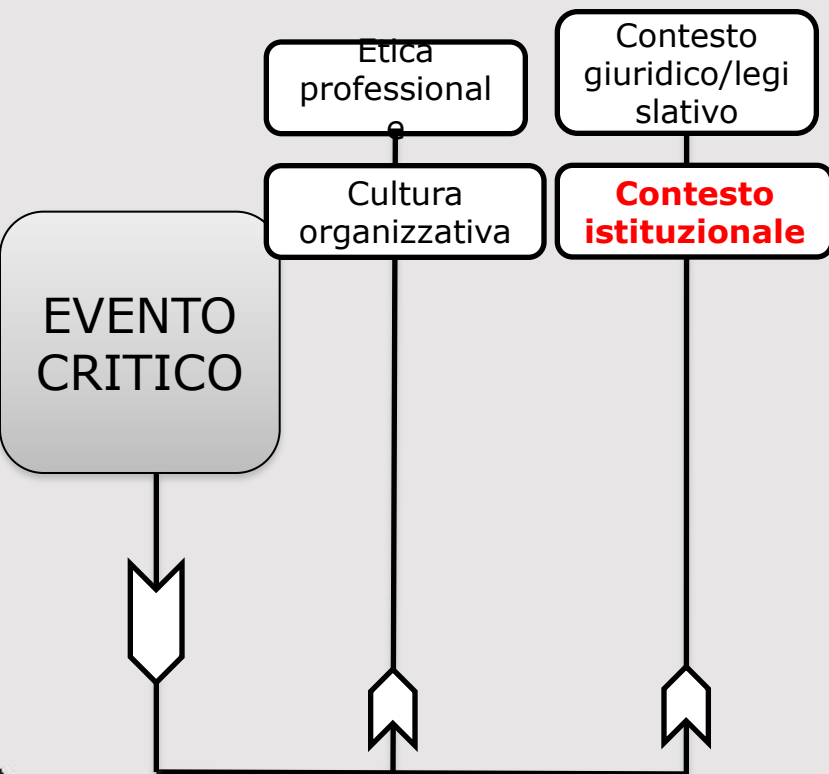 Etica
professional
e
Contesto
giuridico/legi
slativo
Cultura
organizzativa
Contesto
istituzionale
EVENTO
CRITICO